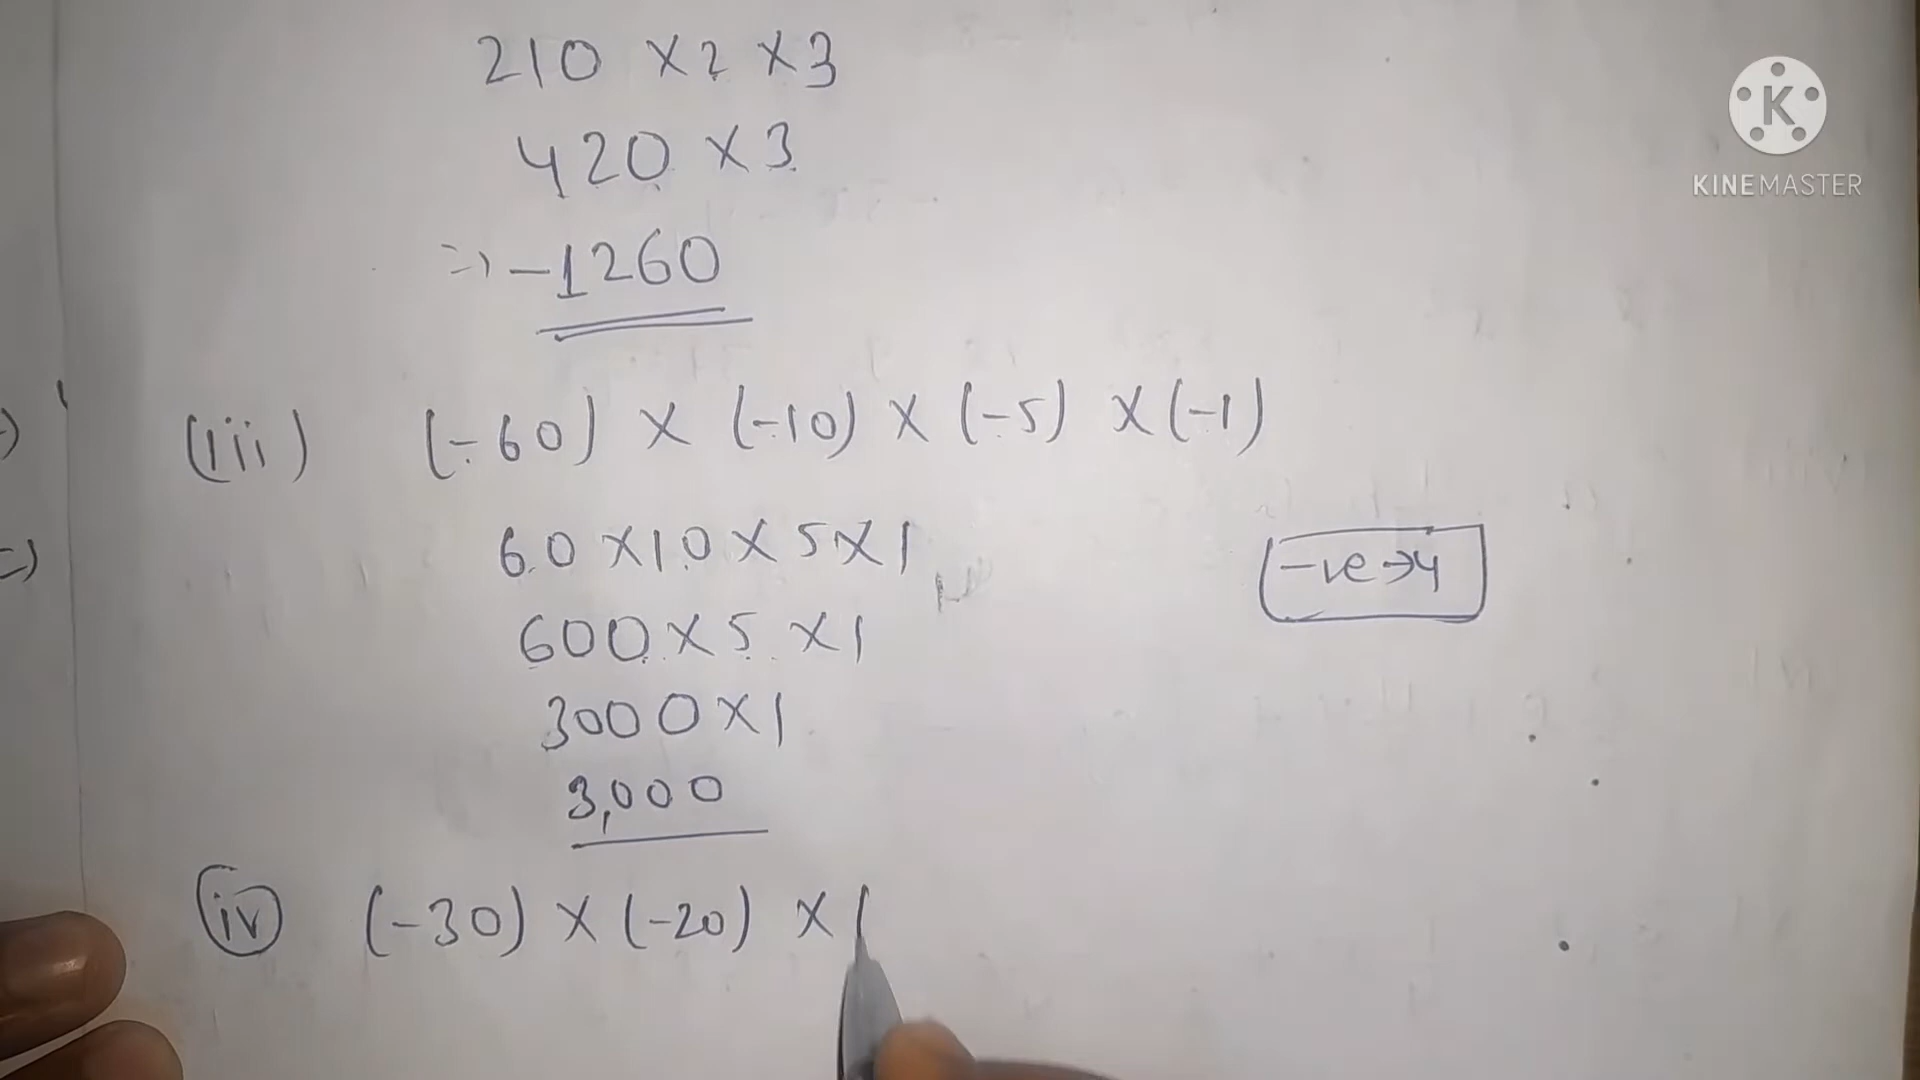 210 × 2 × 3
420 × 3
⇒ -1260
(iii) (-60) × (-10) × (-5) × (-1)
60 × 10 × 5 × 1
-ve → 4
600 × 5 × 1
3000 × 1
3,000
(iv) (-30) × (-20) × (
K
KINEMASTER